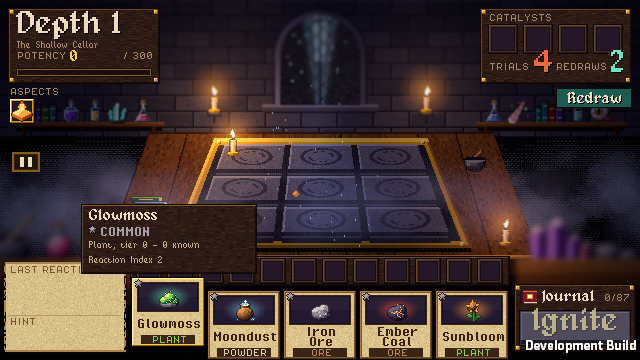 Depth 1
The Shallow Cellar
POTENCY 0 / 300
ASPECTS
CATALYSTS
TRIALS 4 REDRAWS 2
Redraw
Glowmoss
COMMON
Plant, tier 0 - 0 known
Reaction Index 2
LAST REACTI
HINT
Glowmoss
PLANT
Moondust
POWDER
Iron
Ore
ORE
Ember
Coal
ORE
Sunbloom
PLANT
Journal 0/87
Ignite
Development Build